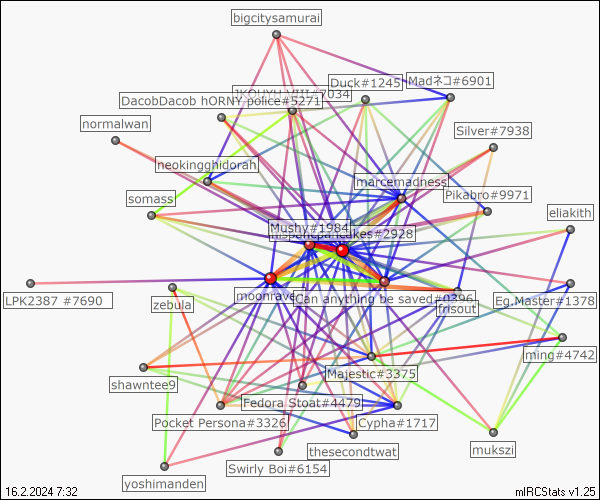 bigcitysamurai
Duck#1245
Madネコ#6901
DacobDacob hORNY police#5271
7034
normalwan
Silver#7938
neokingghidorah
marcemadness
Pikabro#9971
somass
eliakith
Mushy#1984
hispanicpancakes#2928
LPK2387 #7690
zebula
moonrave
Can anything be saved#0396
frisout
Eg.Master#1378
ming#4742
Majestic#3375
shawntee9
Fedora Stoat#4479
Pocket Persona#3326
Cypha#1717
thesecondtwat
mukszi
Swirly Boi#6154
yoshimanden
16.2.2024 7:32
mIRCStats v1.25